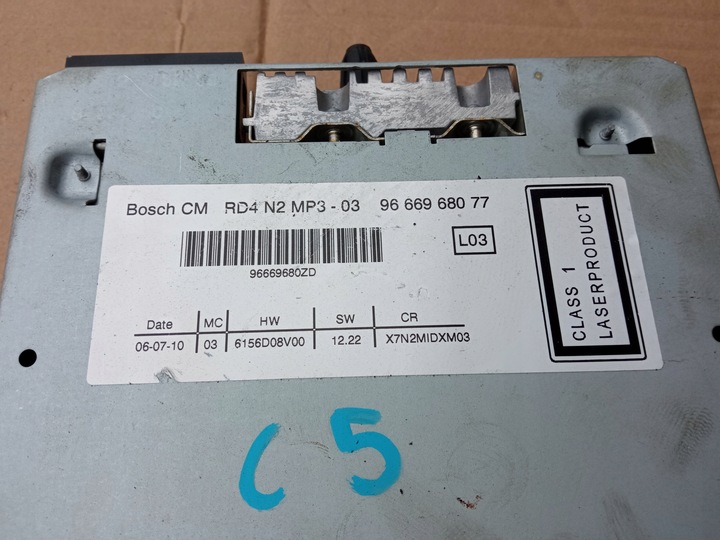 Bosch CM RD4 N2 MP3 - 03 96 669 680 77
L03
96669680ZD
Date MC HW SW CR
06-07-10 03 6156D08V00 12.22 X7N2MIDXM03
CLASS 1
LASERPRODUCT
C5